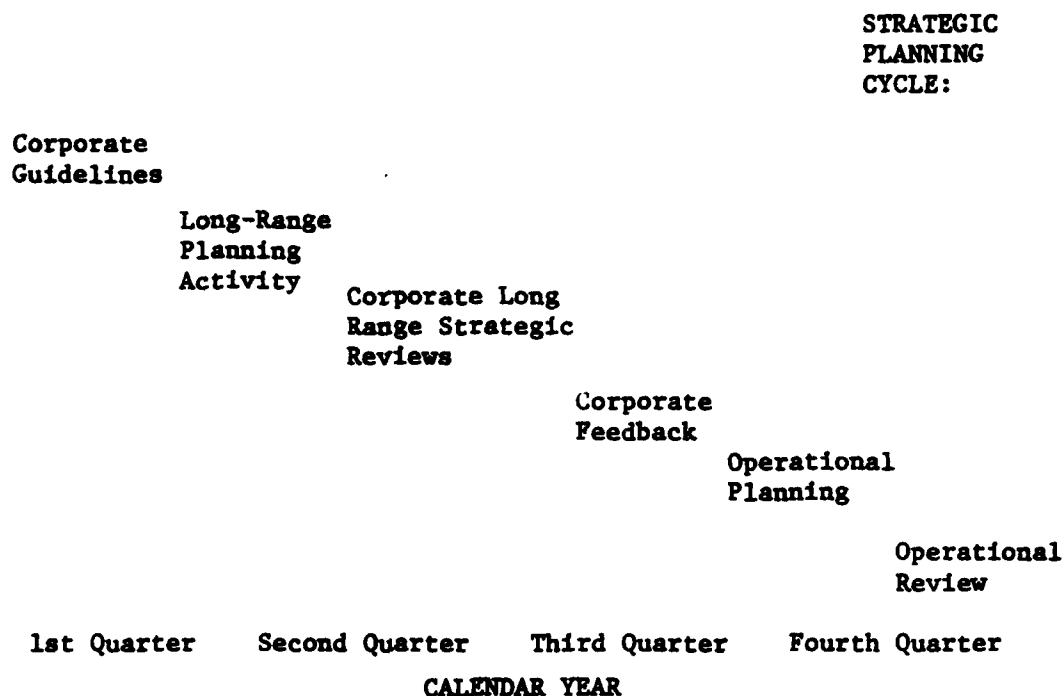 STRATEGIC
PLANNING
CYCLE:
Corporate
Guidelines
Long-Range
Planning
Activity
Corporate Long
Range Strategic
Reviews
Corporate
Feedback
Operational
Planning
Operational
Review
1st Quarter Second Quarter Third Quarter Fourth Quarter
CALENDAR YEAR